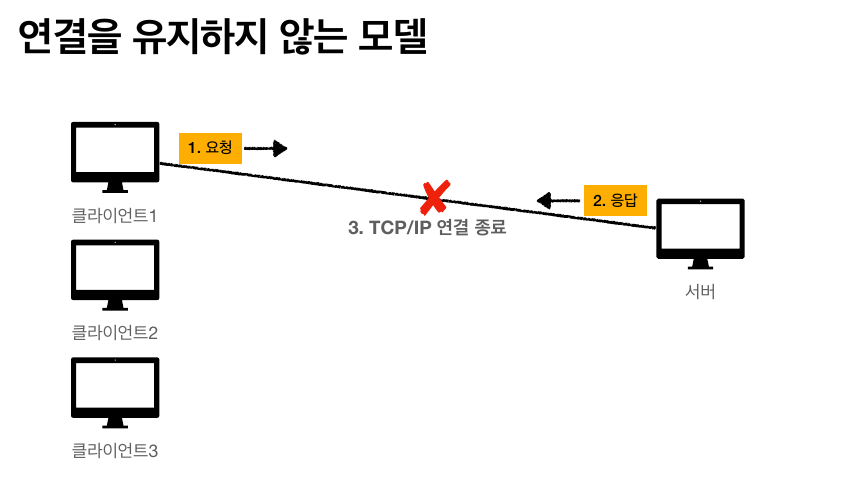 연결을 유지하지 않는 모델
1. 요청
2. 응답
클라이언트1
3. TCP/IP 연결 종료
서버
클라이언트2
클라이언트3